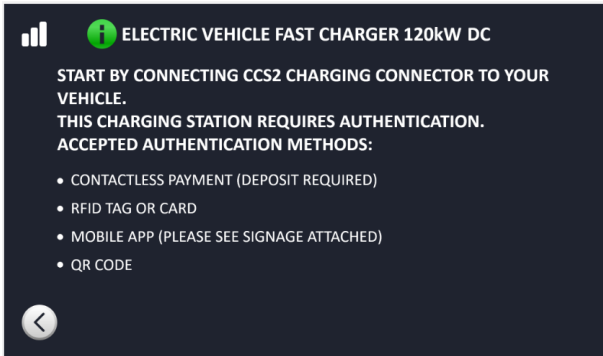 ELECTRIC VEHICLE FAST CHARGER 120kW DC
START BY CONNECTING CCS2 CHARGING CONNECTOR TO YOUR
VEHICLE.
THIS CHARGING STATION REQUIRES AUTHENTICATION.
ACCEPTED AUTHENTICATION METHODS:
• CONTACTLESS PAYMENT (DEPOSIT REQUIRED)
• RFID TAG OR CARD
• MOBILE APP (PLEASE SEE SIGNAGE ATTACHED)
• QR CODE